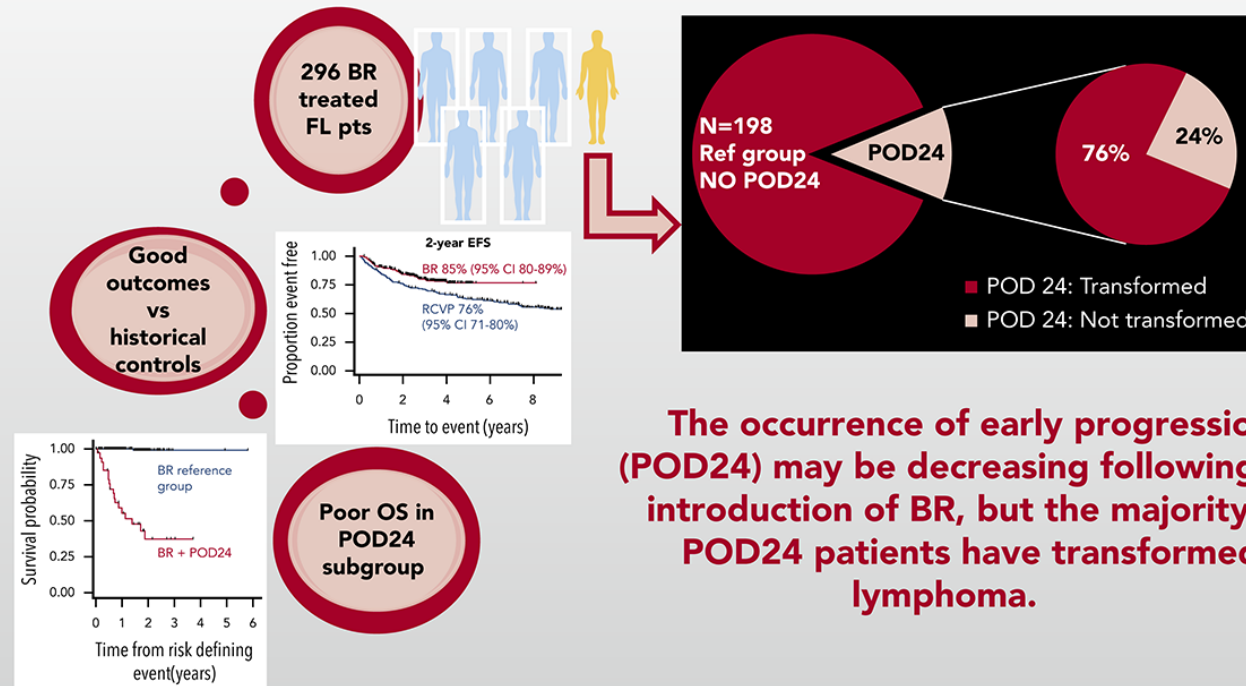 296 BR
treated
FL pts
N=198
Ref group
NO POD24
POD24
76%
24%
POD 24: Transformed
POD 24: Not transformed
Good
outcomes
vs
historical
controls
2-year EFS
BR 85% (95% CI 80-89%)
RCVP 76%
(95% CI 71-80%)
Proportion event free
1.00
0.75
0.50
0.25
0.00
0 2 4 6 8
Time to event (years)
Survival probability
1.00
0.75
0.50
0.25
0.00
BR reference
group
BR + POD24
0 1 2 3 4 5 6
Time from risk defining
event(years)
Poor OS in
POD24
subgroup
The occurrence of early progressio
(POD24) may be decreasing following
introduction of BR, but the majority
POD24 patients have transformed
lymphoma.